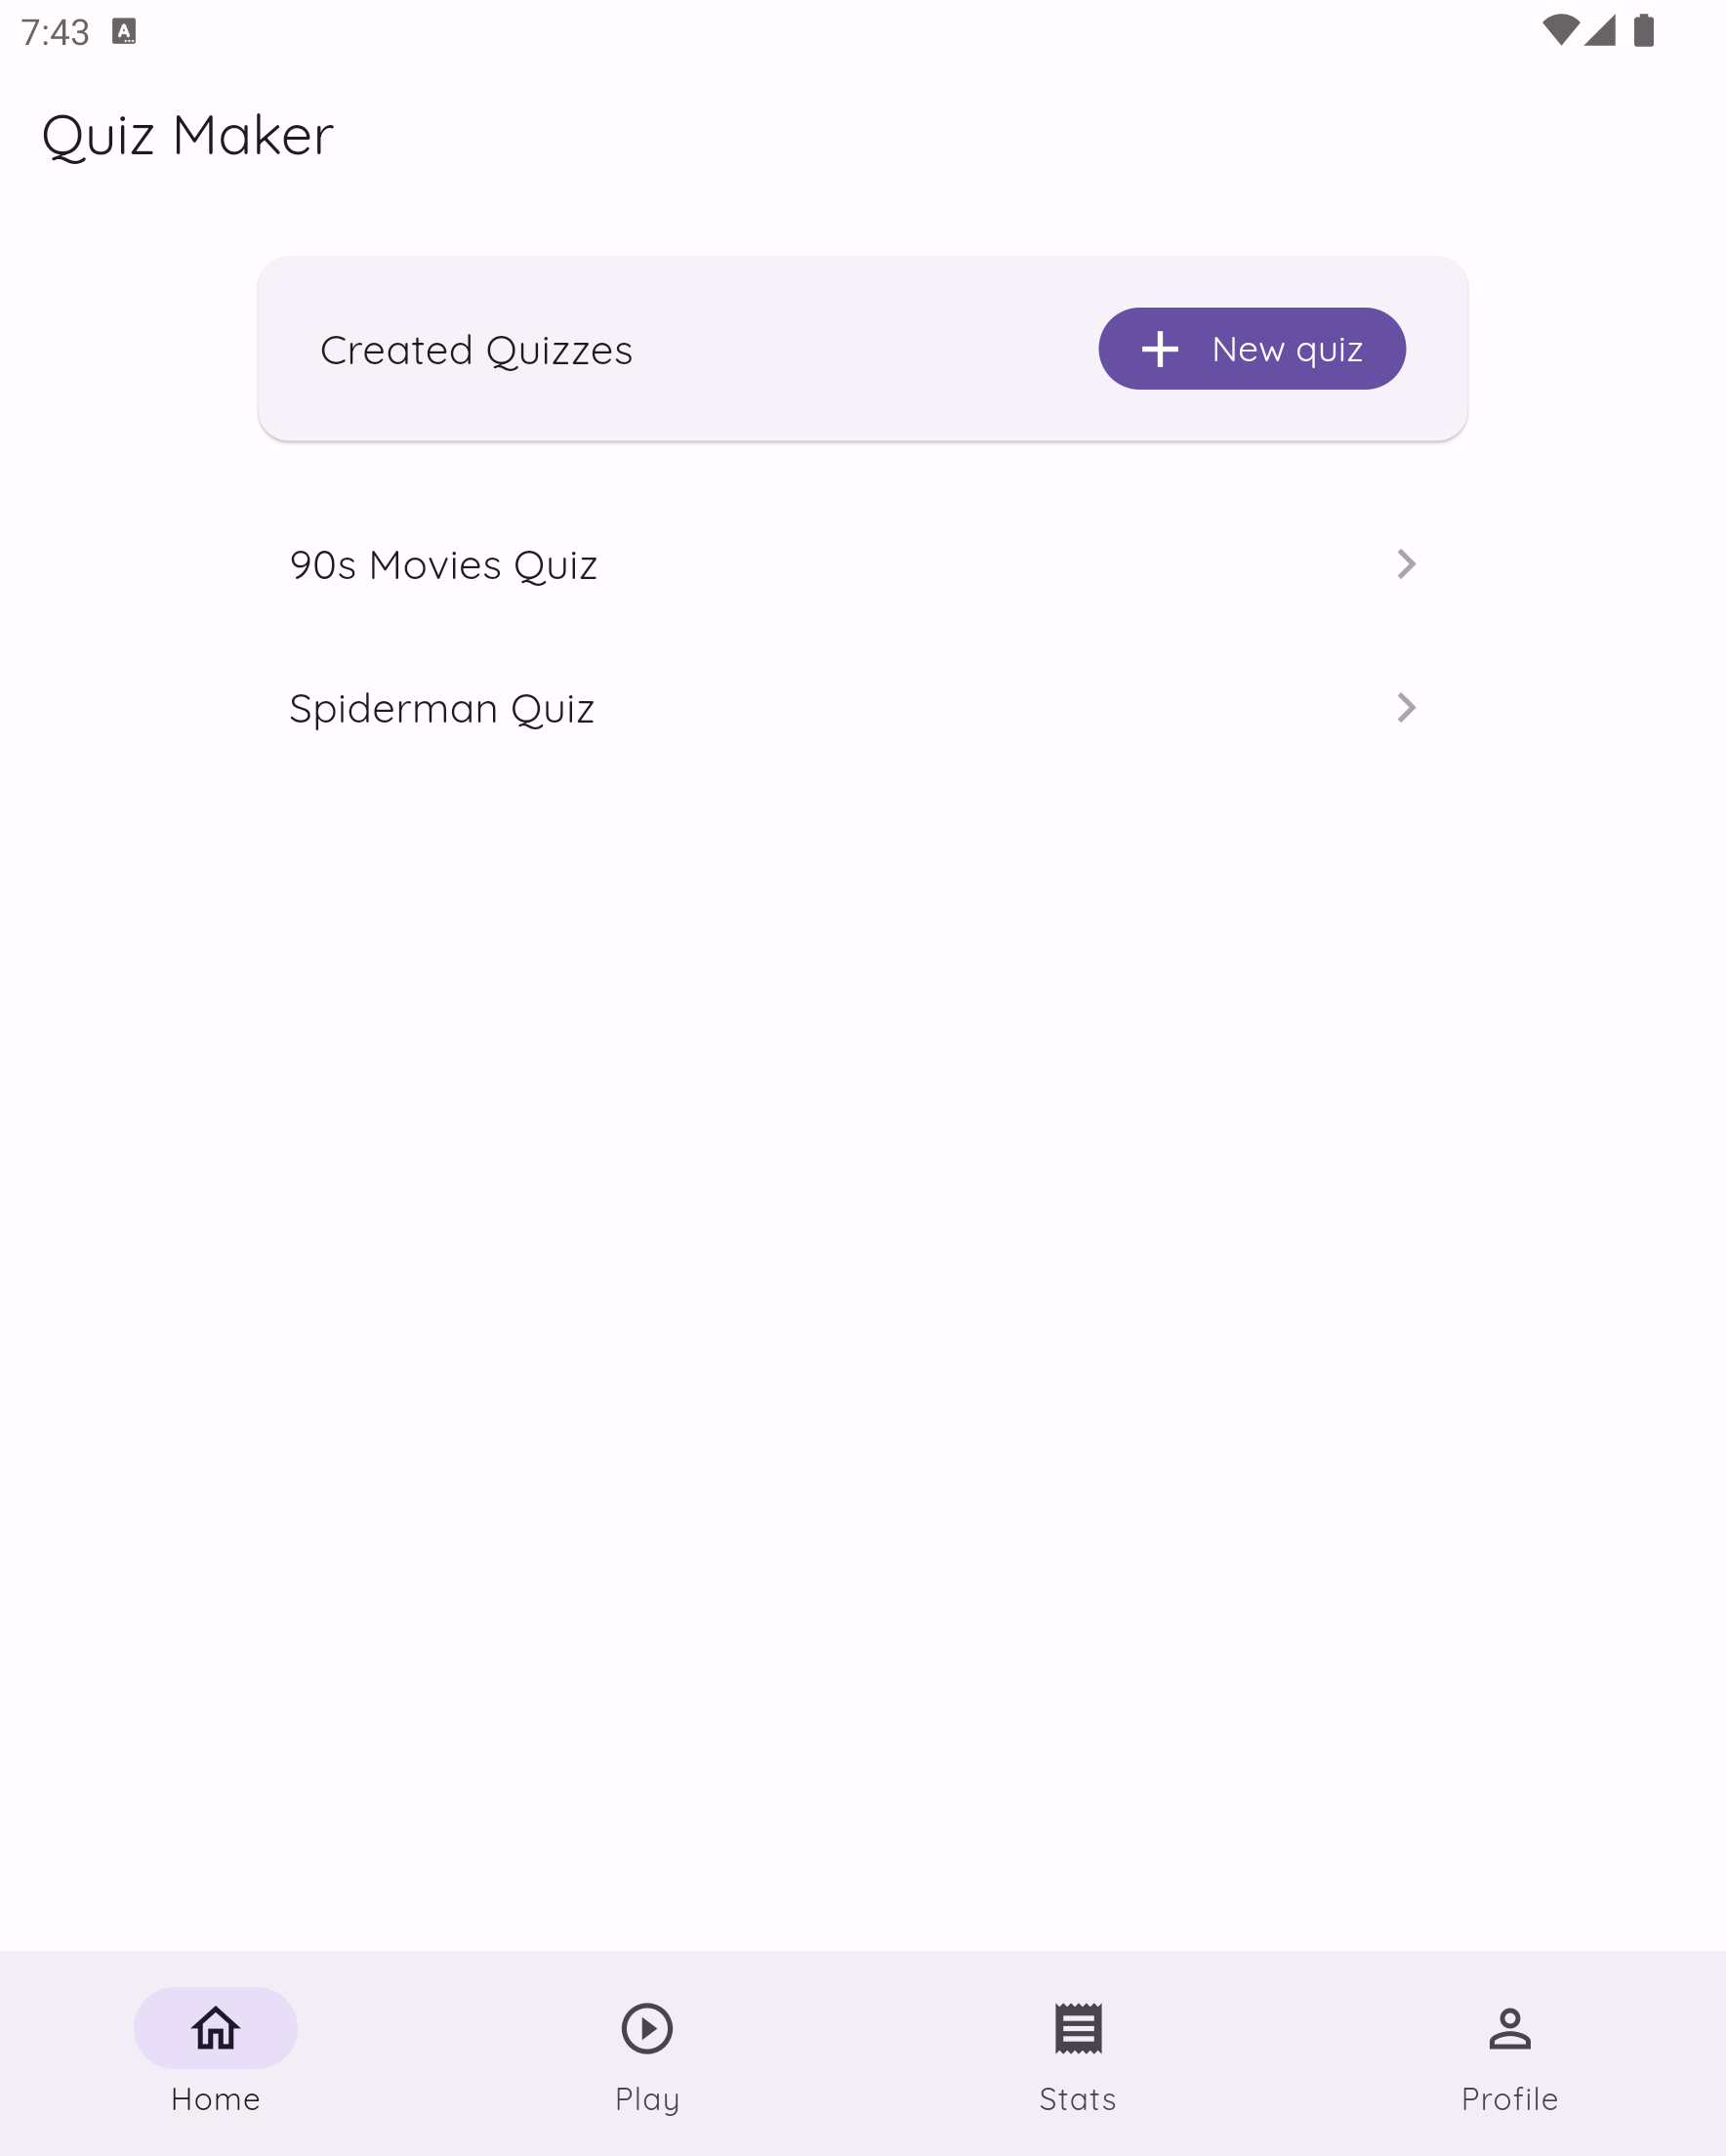 7:43
Quiz Maker
Created Quizzes
New quiz
90s Movies Quiz
Spiderman Quiz
Home
Play
Stats
Profile